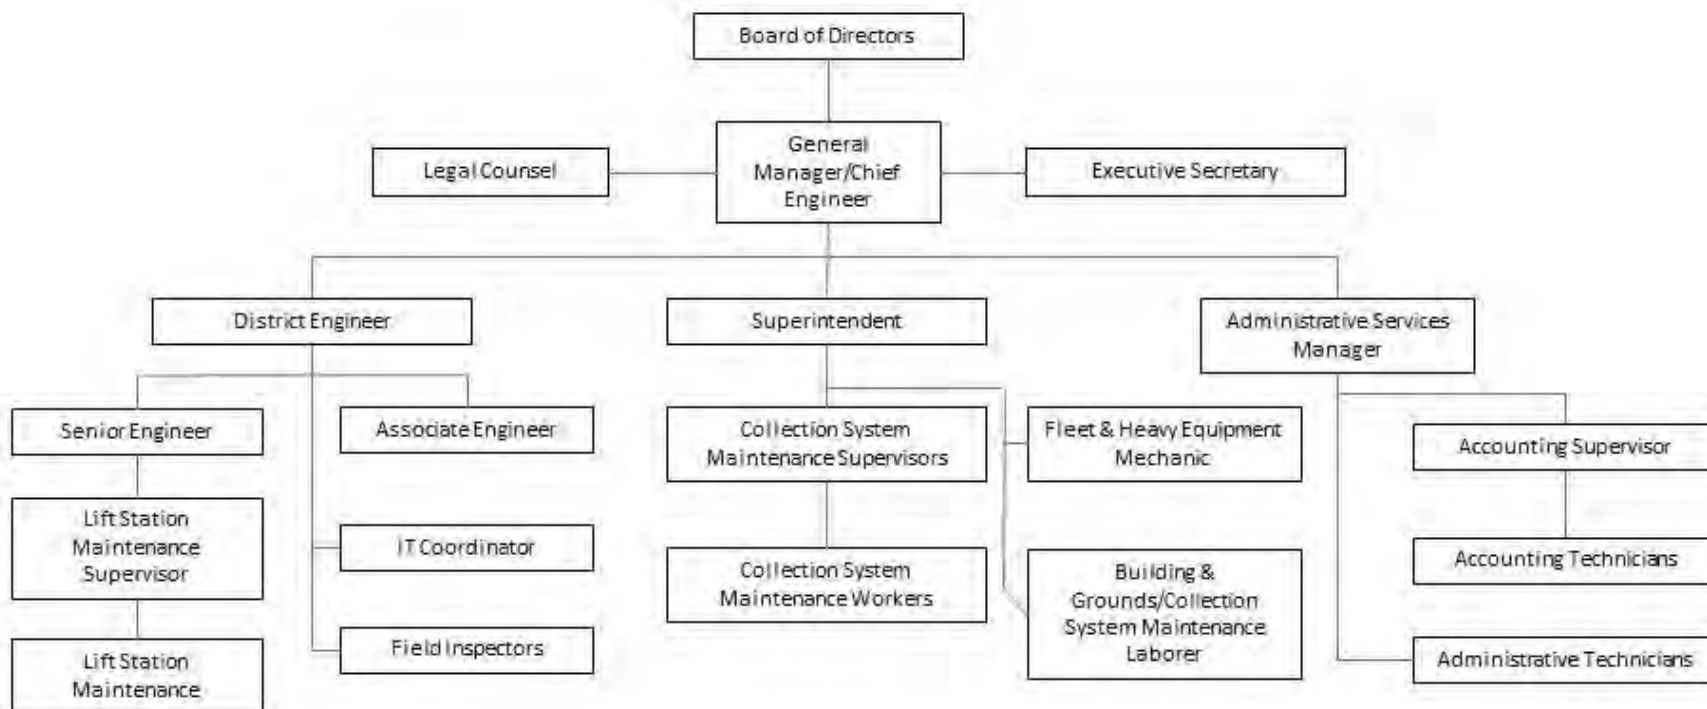 Board of Directors
Legal Counsel
General
Manager/Chief
Engineer
Executive Secretary
District Engineer
Superintendent
Administrative Services
Manager
Senior Engineer
Associate Engineer
Collection System
Maintenance Supervisors
Fleet & Heavy Equipment
Mechanic
Accounting Supervisor
Lift Station
Maintenance
Supervisor
IT Coordinator
Collection System
Maintenance Workers
Building &
Grounds/Collection
System Maintenance
Laborer
Accounting Technicians
Lift Station
Maintenance
Field Inspectors
Administrative Technicians